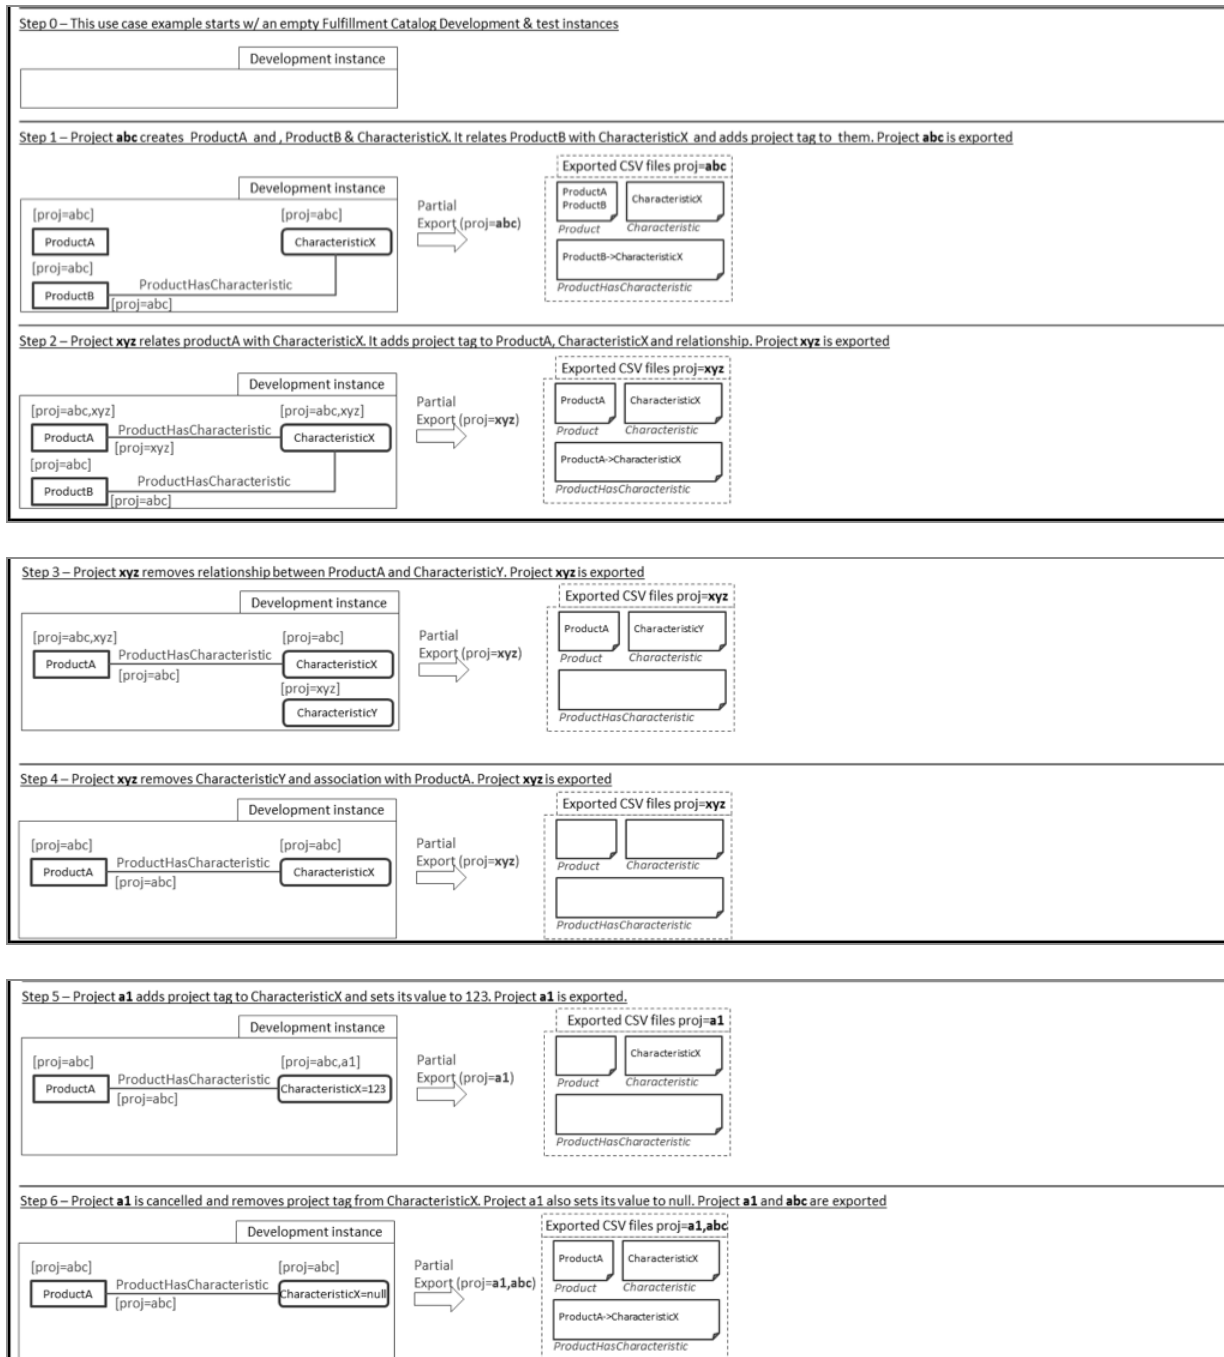 Step 0 – This use case example starts w/ an empty Fulfillment Catalog Development & test instances
Development instance
Step 1 – Project abc creates ProductA and , ProductB & CharacteristicX. It relates ProductB with CharacteristicX and adds project tag to them. Project abc is exported
Development instance
[proj=abc]
ProductA
[proj=abc]
CharacteristicX
[proj=abc]
ProductB
ProductHasCharacteristic
[proj=abc]
Partial
Export (proj=abc)
Exported CSV files proj=abc
ProductA
ProductB
Product
CharacteristicX
Characteristic
ProductB->CharacteristicX
ProductHasCharacteristic
Step 2 – Project xyz relates productA with CharacteristicX. It adds project tag to ProductA, CharacteristicX and relationship. Project xyz is exported
Development instance
[proj=abc,xyz]
ProductA
ProductHasCharacteristic
[proj=xyz]
[proj=abc,xyz]
CharacteristicX
[proj=abc]
ProductB
ProductHasCharacteristic
[proj=abc]
Partial
Export (proj=xyz)
Exported CSV files proj=xyz
ProductA
Product
CharacteristicX
Characteristic
ProductA->CharacteristicX
ProductHasCharacteristic
Step 3 – Project xyz removes relationship between ProductA and CharacteristicY. Project xyz is exported
Development instance
[proj=abc,xyz]
ProductA
ProductHasCharacteristic
[proj=abc]
[proj=abc]
CharacteristicX
[proj=xyz]
CharacteristicY
Partial
Export (proj=xyz)
Exported CSV files proj=xyz
ProductA
Product
CharacteristicY
Characteristic
ProductHasCharacteristic
Step 4 – Project xyz removes CharacteristicY and association with ProductA. Project xyz is exported
Development instance
[proj=abc]
ProductA
ProductHasCharacteristic
[proj=abc]
[proj=abc]
CharacteristicX
Partial
Export (proj=xyz)
Exported CSV files proj=xyz
Product
Characteristic
ProductHasCharacteristic
Step 5 – Project a1 adds project tag to CharacteristicX and sets its value to 123. Project a1 is exported.
Development instance
[proj=abc]
ProductA
ProductHasCharacteristic
[proj=abc]
[proj=abc,a1]
CharacteristicX=123
Partial
Export (proj=a1)
Exported CSV files proj=a1
Product
CharacteristicX
Characteristic
ProductHasCharacteristic
Step 6 – Project a1 is cancelled and removes project tag from CharacteristicX. Project a1 also sets its value to null. Project a1 and abc are exported
Development instance
[proj=abc]
ProductA
ProductHasCharacteristic
[proj=abc]
[proj=abc]
CharacteristicX=null
Partial
Export (proj=a1,abc)
Exported CSV files proj=a1,abc
ProductA
Product
CharacteristicX
Characteristic
ProductA->CharacteristicX
ProductHasCharacteristic